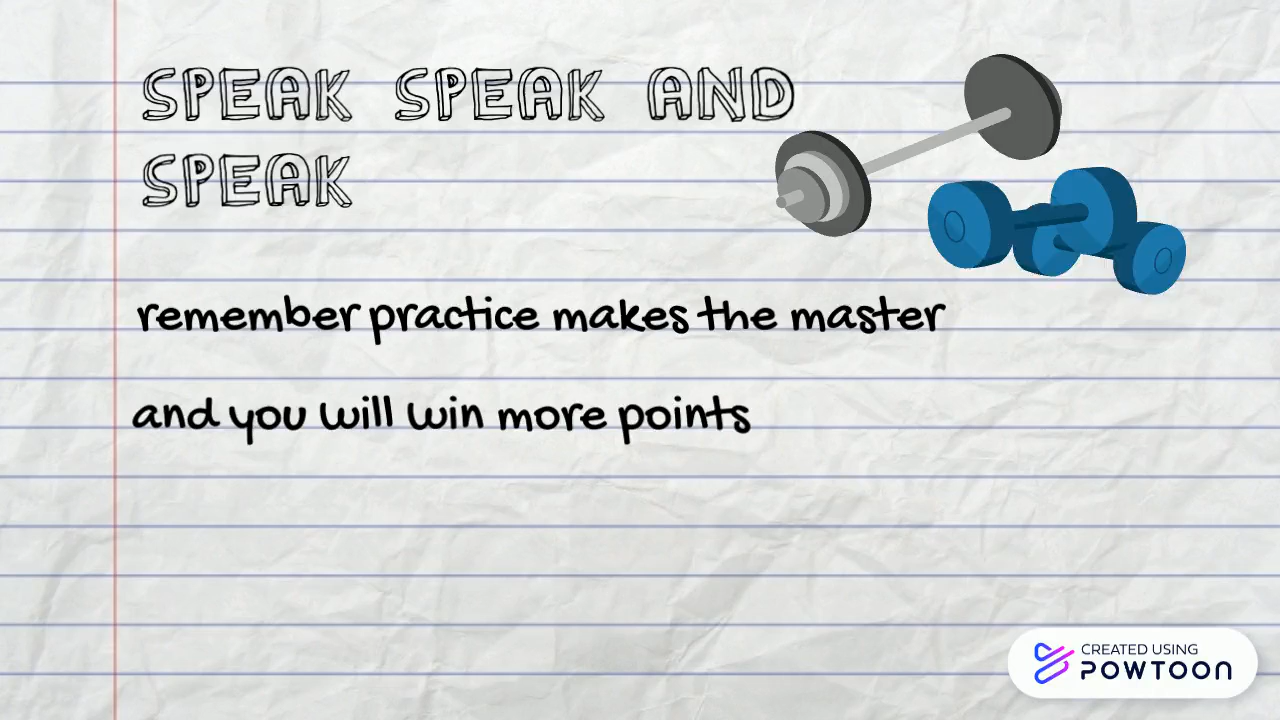 SPEAK SPEAK AND
SPEAK
remember practice makes the master
and you will win more points
CREATED USING
POWTOON